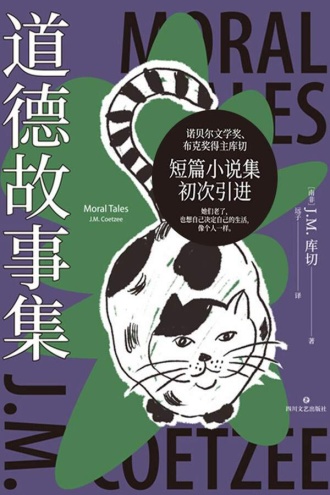 道德故事集
MORAL
TALES
诺贝尔文学奖、
布克奖得主库切
短篇小说集
初次引进
她们老了,
也想自己决定自己的生活,
像个人一样。
Moral Tales
J.M. Coetzee
[南非] J.M. 库切 著
远子 译
四川文艺出版社
J.M.
COETZEE